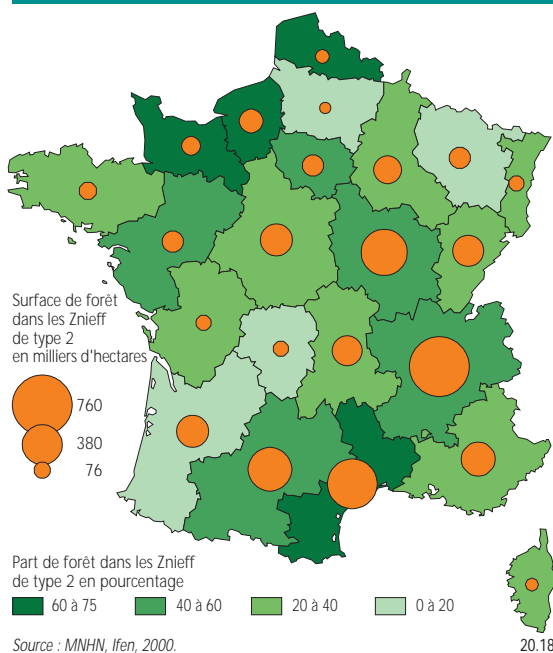 Surface de forêt
dans les Znieff
de type 2
en milliers d'hectares
760
380
76
Part de forêt dans les Znieff
de type 2 en pourcentage
60 à 75
40 à 60
20 à 40
0 à 20
Source : MNHN, Ifen, 2000.
20.18